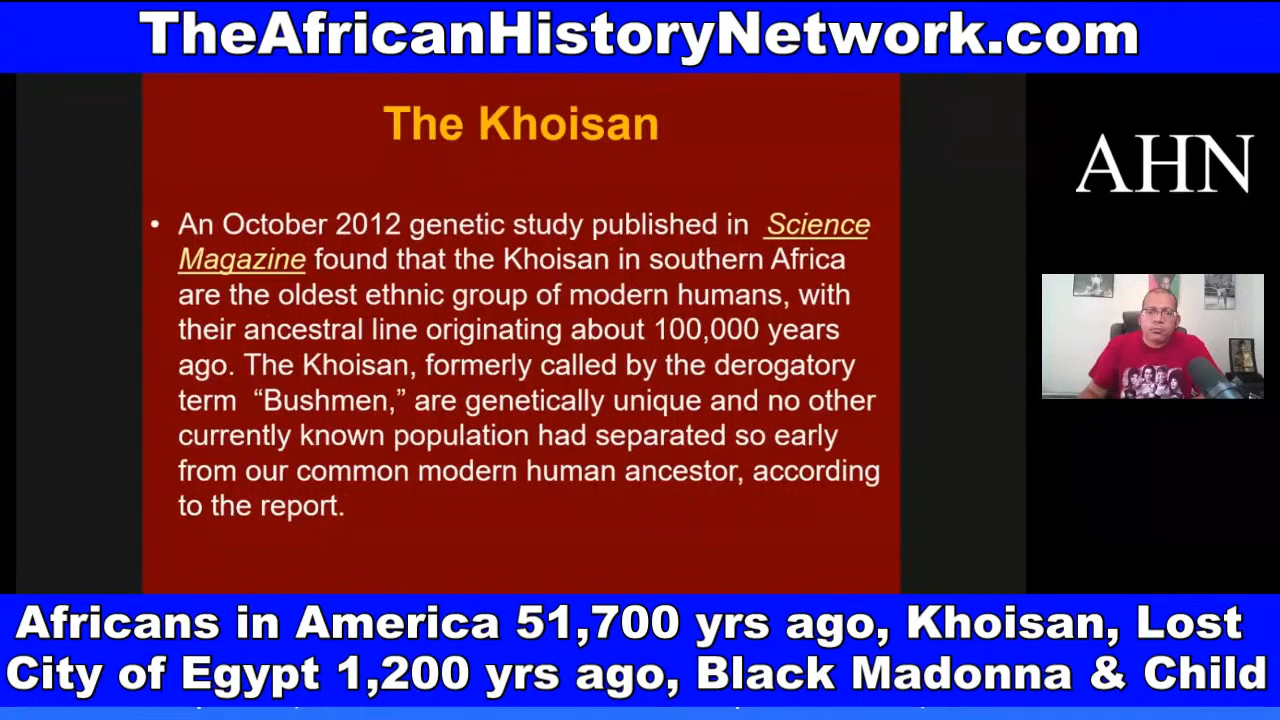 TheAfricanHistoryNetwork.com
The Khoisan
AHN
• An October 2012 genetic study published in Science
Magazine found that the Khoisan in southern Africa
are the oldest ethnic group of modern humans, with
their ancestral line originating about 100,000 years
ago. The Khoisan, formerly called by the derogatory
term “Bushmen,” are genetically unique and no other
currently known population had separated so early
from our common modern human ancestor, according
to the report.
Africans in America 51,700 yrs ago, Khoisan, Lost
City of Egypt 1,200 yrs ago, Black Madonna & Child